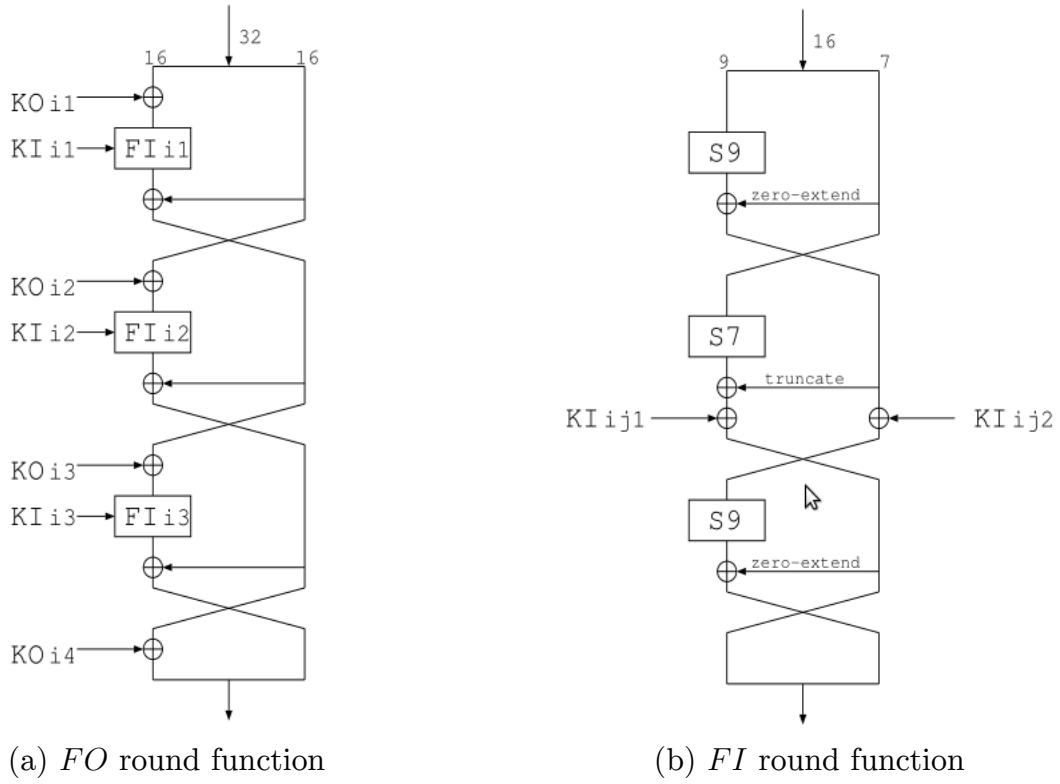 32
16 16
KOi1
KIi1 FIi1
KOi2
KIi2 FIi2
KOi3
KIi3 FIi3
KOi4
(a) FO round function
16
9 7
S9
zero-extend
S7
truncate
KIij1 KIij2
S9
zero-extend
(b) FI round function